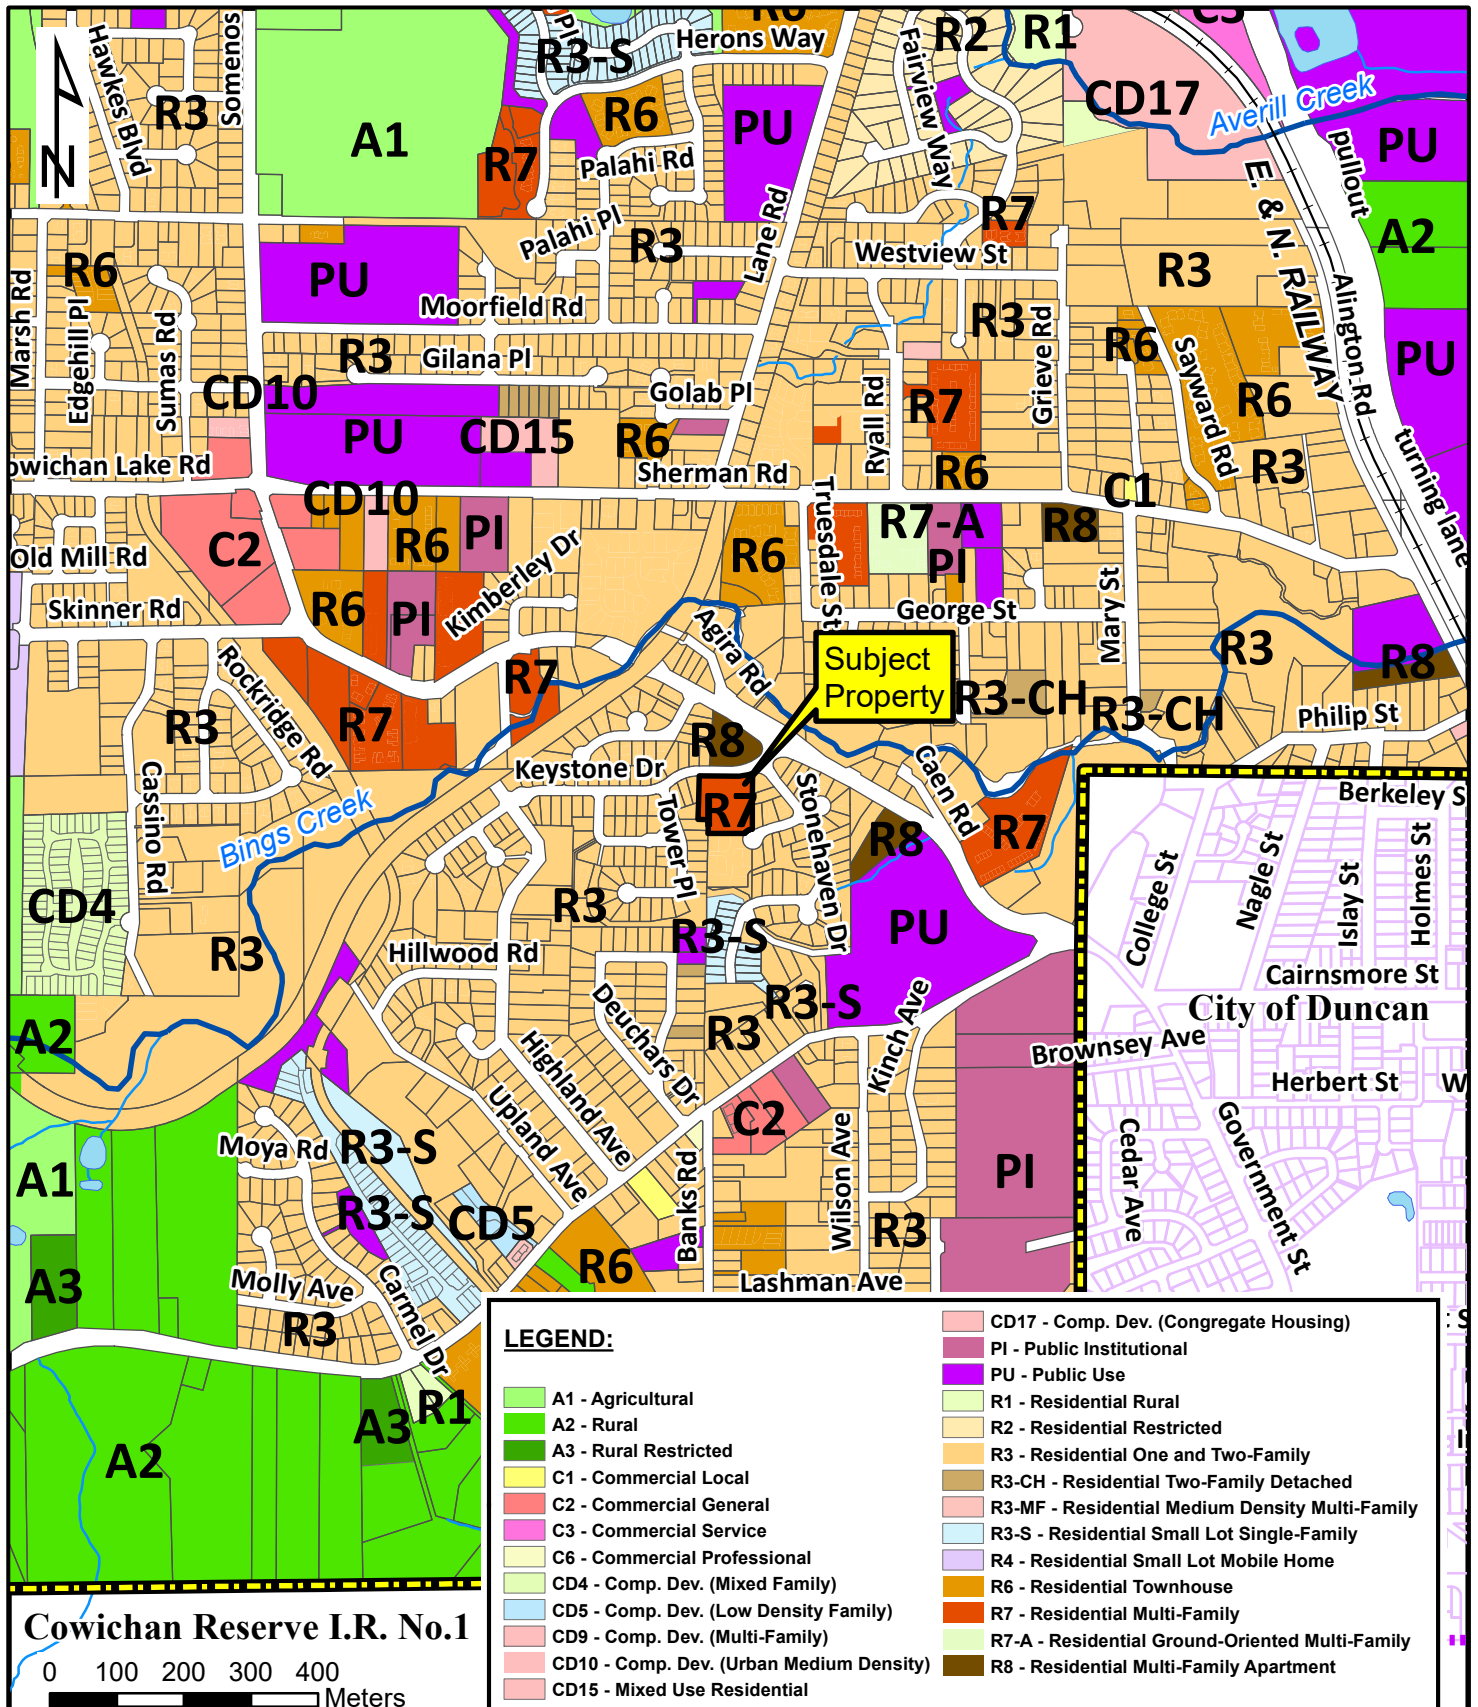 Hawkes Blvd
R3
Somenos
A1
R7
Pl
R3-S
R6
Herons Way
Fairview Way
R2
R1
C3
CD17
Averill Creek
pullout
PU
N
R6
PU
Palahi Rd
E. & N. RAILWAY
Palahi Pl
R3
Lane Rd
R7
Westview St
A2
R3
R6
PU
Marsh Rd
Edgehill Pl
Sumas Rd
Moorfield Rd
R3
Gilana Pl
R3
Grieve Rd
R6
Sayward Rd
Alington Rd
PU
CD10
Golab Pl
R7
Ryall Rd
R6
PU
CD15
R6
Sherman Rd
R6
C1
R3
turning lane
owichan Lake Rd
CD10
Truesdale St
R7-A
R8
Old Mill Rd
C2
R6
PI
Kimberley Dr
R6
PI
Skinner Rd
R6
PI
George St
Mary St
Agira Rd
R3
R8
Rockridge Rd
R7
R7
Subject
Property
R3-CH
R3-CH
Philip St
R3
R8
Cassino Rd
Keystone Dr
R7
Tower Pl
Stonehaven Dr
Gaen Rd
Berkeley S
Bings Creek
R8
R7
College St
Nagle St
Islay St
Holmes St
CD4
R3
R3-S
PU
R3
Hillwood Rd
Cairnsmore St
City of Duncan
R3-S
Deuchars Dr
R3
A2
Highland Ave
Kinch Ave
Brownsey Ave
Herbert St
W
Upland Ave
C2
Wilson Ave
Cedar Ave
Government St
Moya Rd
R3-S
A1
R3-S
CD5
Banks Rd
PI
R3
R6
A3
Molly Ave
Carmel Dr
Lashman Ave
R3
R1
A3
A2
LEGEND:
A1 - Agricultural
A2 - Rural
A3 - Rural Restricted
C1 - Commercial Local
C2 - Commercial General
C3 - Commercial Service
C6 - Commercial Professional
CD4 - Comp. Dev. (Mixed Family)
CD5 - Comp. Dev. (Low Density Family)
CD9 - Comp. Dev. (Multi-Family)
CD10 - Comp. Dev. (Urban Medium Density)
CD15 - Mixed Use Residential
CD17 - Comp. Dev. (Congregate Housing)
PI - Public Institutional
PU - Public Use
R1 - Residential Rural
R2 - Residential Restricted
R3 - Residential One and Two-Family
R3-CH - Residential Two-Family Detached
R3-MF - Residential Medium Density Multi-Family
R3-S - Residential Small Lot Single-Family
R4 - Residential Small Lot Mobile Home
R6 - Residential Townhouse
R7 - Residential Multi-Family
R7-A - Residential Ground-Oriented Multi-Family
R8 - Residential Multi-Family Apartment
Cowichan Reserve I.R. No.1
0 100 200 300 400
Meters